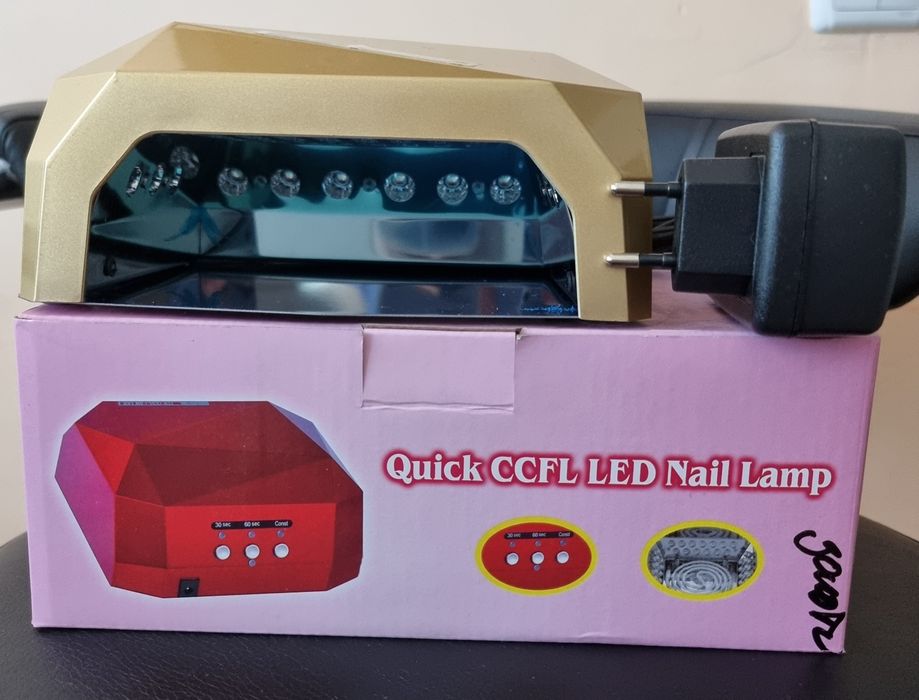 Quick CCFL LED Nail Lamp
30 sec 60 sec Const
30 sec 60 sec Const